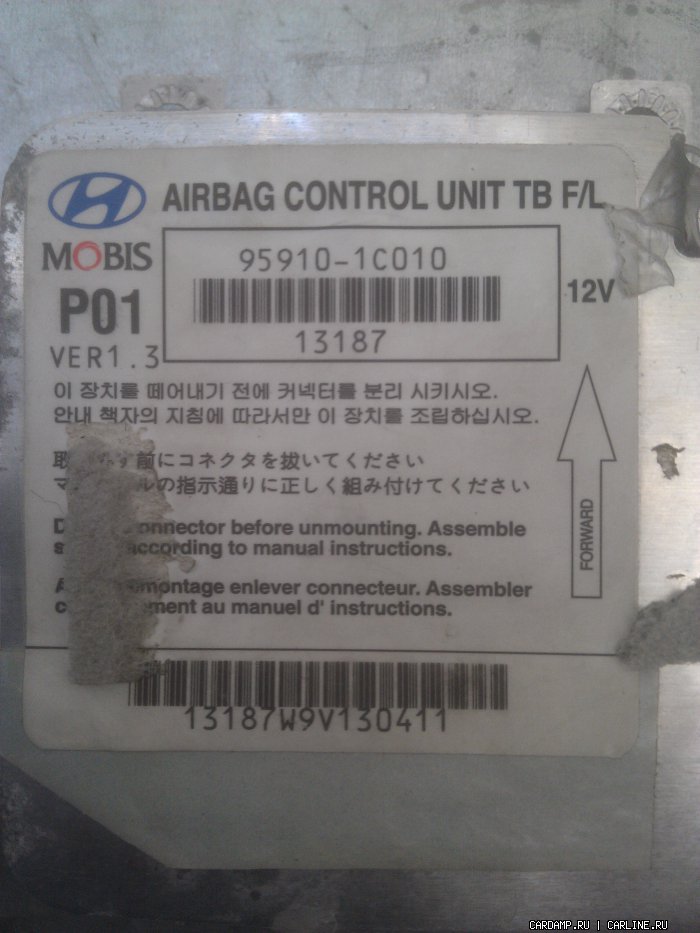 AIRBAG CONTROL UNIT TB F/L
MOBIS
95910-1C010
P01
13187
12V
VER1.3
이 장치를 떼어내기 전에 커넥터를 분리 시키시오.
안내 책자의 지침에 따라서만 이 장치를 조립하십시오.
取 す前にコネクタを抜いてください
マ ルの指示通りに正しく組み付けてください
connector before unmounting. Assemble
according to manual instructions.
FORWARD
enlever connecteur. Assembler
au manuel d' instructions.
13187W9V130411
CARDAMP.RU | CARLINE.RU